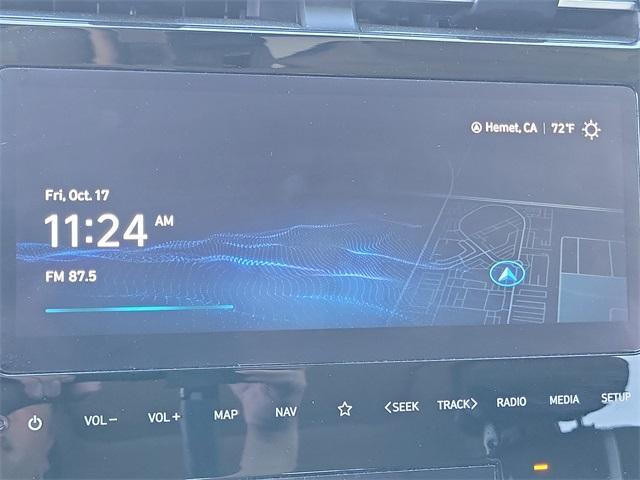 Hemet, CA | 72°F
Fri, Oct. 17
11:24 AM
FM 87.5
VOL− VOL+ MAP NAV ☆ <SEEK TRACK> RADIO MEDIA SETUP